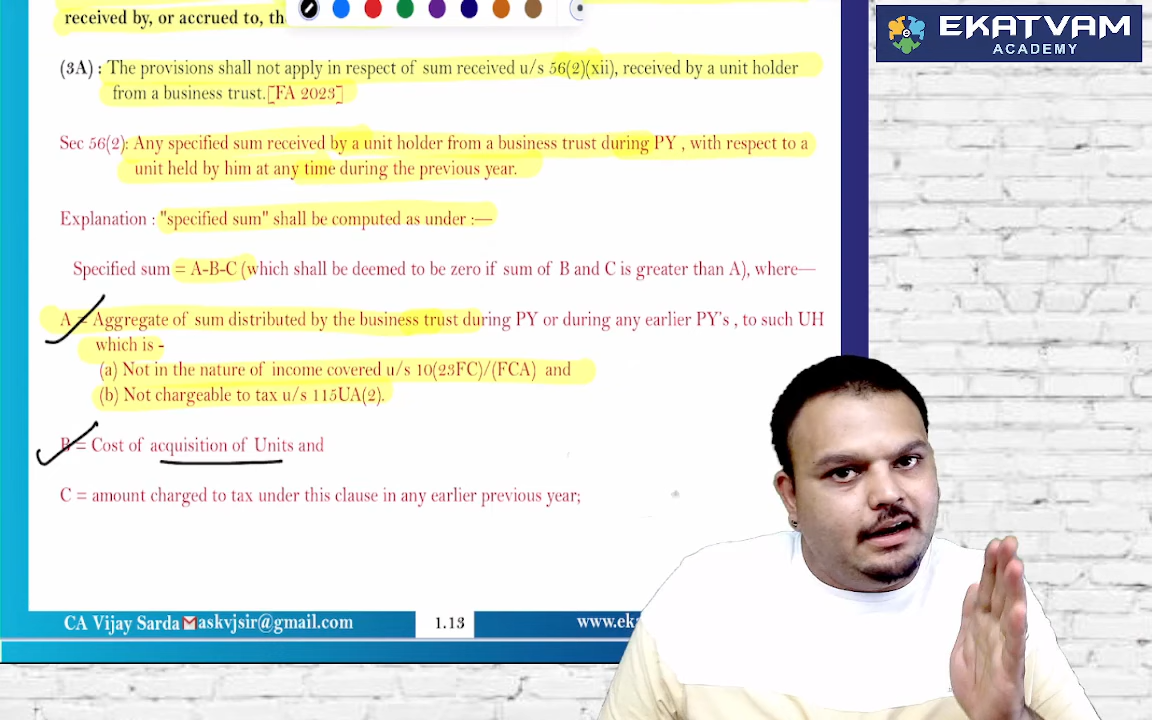 received by, or accrued to, th
EKATVAM
ACADEMY
(3A) : The provisions shall not apply in respect of sum received u/s 56(2)(xii), received by a unit holder
from a business trust.[FA 2023]
Sec 56(2): Any specified sum received by a unit holder from a business trust during PY , with respect to a
unit held by him at any time during the previous year.
Explanation : "specified sum" shall be computed as under :—
Specified sum = A-B-C (which shall be deemed to be zero if sum of B and C is greater than A), where—
A = Aggregate of sum distributed by the business trust during PY or during any earlier PY's , to such UH
which is -
(a) Not in the nature of income covered u/s 10(23FC)/(FCA) and
(b) Not chargeable to tax u/s 115UA(2).
B = Cost of acquisition of Units and
C = amount charged to tax under this clause in any earlier previous year;
CA Vijay Sarda askvjsir@gmail.com 1.13 www.eka